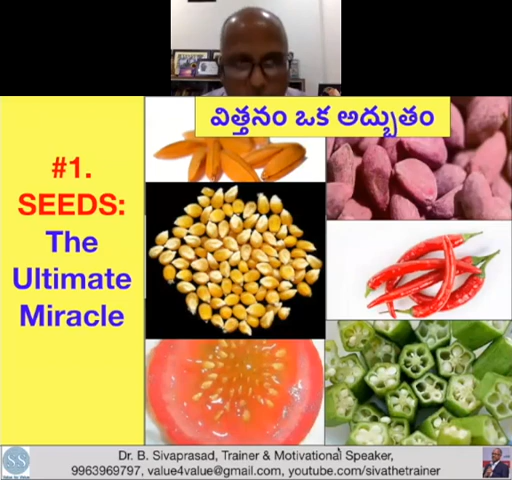 విత్తనం ఒక అద్భుతం
#1.
SEEDS:
The
Ultimate
Miracle
Dr. B. Sivaprasad, Trainer & Motivational Speaker,
9963969797, value4value@gmail.com, youtube.com/sivathetrainer
SS